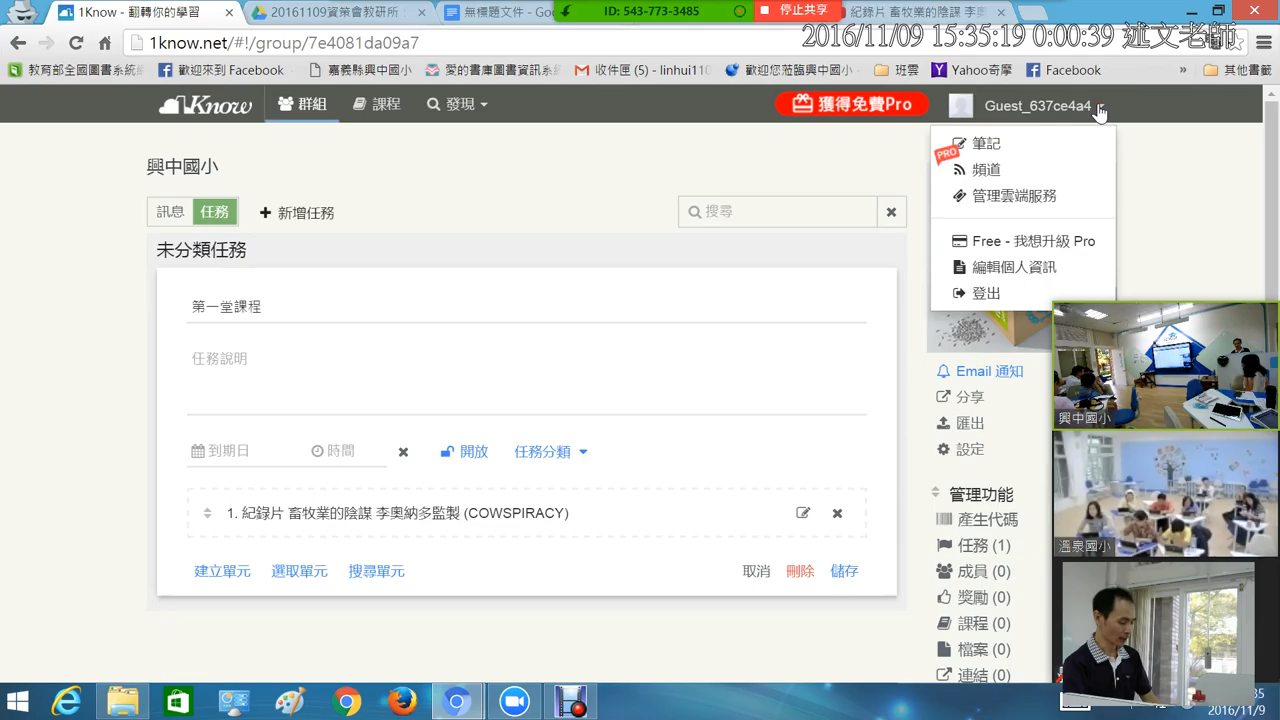 1Know - 翻轉你的學習
20161109資策會教研所
無標題文件 - Goo
ID: 543-773-3485
停止共享
紀錄片 畜牧業的陰謀 李奧
1know.net/#!/group/7e4081da09a7
2016/11/09 15:35:19 0:00:39 述文老師
教育部全國圖書系統
歡迎來到 Facebook
嘉義縣興中國小
愛的書庫圖書資訊系
收件匣 (5) - linhui110
歡迎您蒞臨興中國小
班雲
Yahoo奇摩
Facebook
»
其他書籤
1Know
群組
課程
發現
獲得免費Pro
Guest_637ce4a4
筆記
PRO
頻道
管理雲端服務
Free - 我想升級 Pro
編輯個人資訊
登出
興中國小
訊息
任務
新增任務
搜尋
未分類任務
第一堂課程
任務說明
到期日
時間
開放
任務分類
1. 紀錄片 畜牧業的陰謀 李奧納多監製 (COWSPIRACY)
建立單元
選取單元
搜尋單元
取消
刪除
儲存
Email 通知
分享
匯出
設定
管理功能
產生代碼
任務 (1)
成員 (0)
獎勵 (0)
課程 (0)
檔案 (0)
連結 (0)
興中國小
溫泉國小
2016/11/9